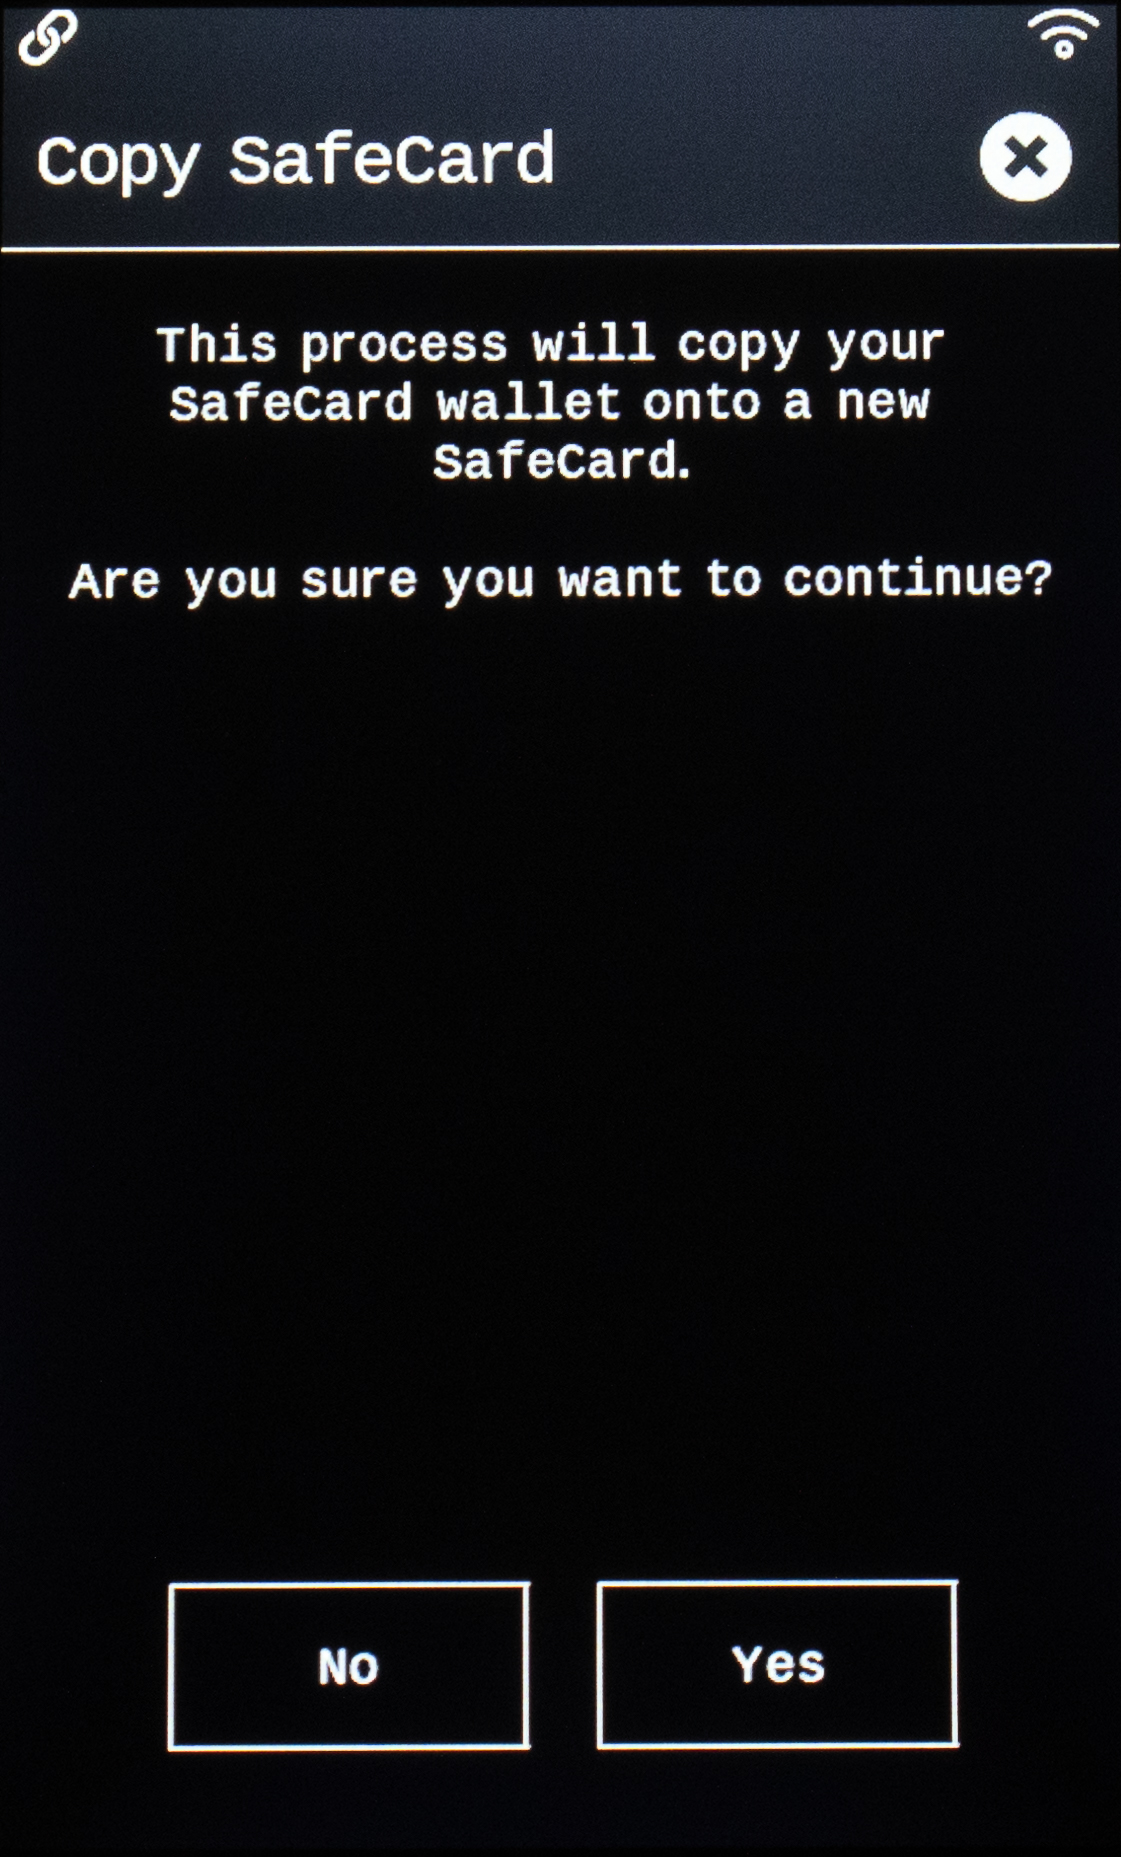 Copy SafeCard
This process will copy your
SafeCard wallet onto a new
SafeCard.
Are you sure you want to continue?
No
Yes